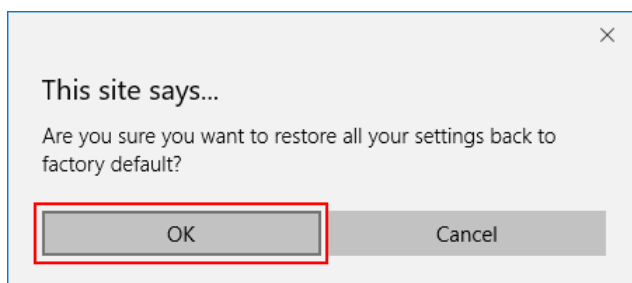 This site says...
Are you sure you want to restore all your settings back to
factory default?
OK
Cancel